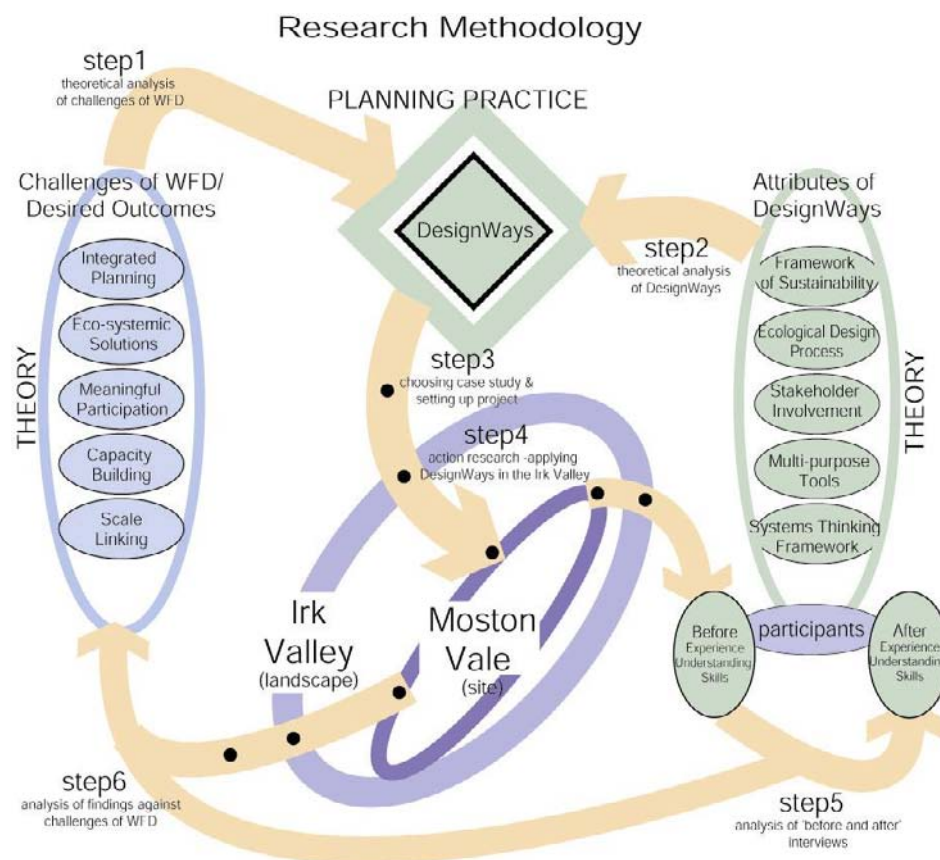 Research Methodology
step1
theoretical analysis
of challenges of WFD
PLANNING PRACTICE
DesignWays
Challenges of WFD/
Desired Outcomes
Integrated
Planning
Eco-systemic
Solutions
Meaningful
Participation
Capacity
Building
Scale
Linking
THEORY
Attributes of
DesignWays
step2
theoretical analysis
of DesignWays
Framework
of Sustainability
Ecological Design
Process
Stakeholder
Involvement
Multi-purpose
Tools
Systems Thinking
Framework
THEORY
step3
choosing case study &
setting up project
step4
action research -applying
DesignWays in the Irk Valley
Irk
Valley
(landscape)
Moston
Vale
(site)
Before
Experience
Understanding
Skills
participants
After
Experience
Understanding
Skills
step5
analysis of 'before and after'
interviews
step6
analysis of findings against
challenges of WFD